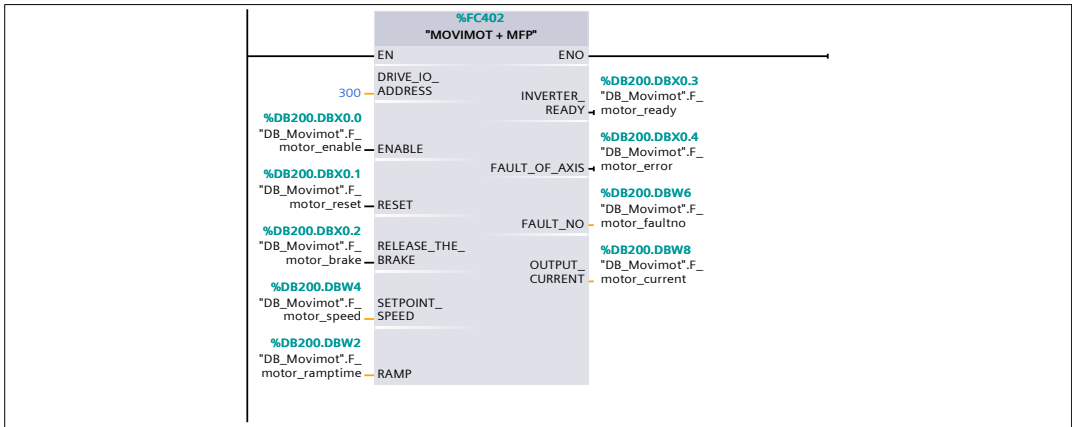 %FC402
"MOVIMOT + MFP"
EN
ENO
DRIVE_IO_
300 ADDRESS
%DB200.DBX0.0
"DB_Movimot".F_
motor_enable ENABLE
%DB200.DBX0.1
"DB_Movimot".F_
motor_reset RESET
%DB200.DBX0.2
"DB_Movimot".F_ RELEASE_THE_
motor_brake BRAKE
%DB200.DBW4
"DB_Movimot".F_ SETPOINT_
motor_speed SPEED
%DB200.DBW2
"DB_Movimot".F_
motor_ramptime RAMP
%DB200.DBX0.3
INVERTER_ "DB_Movimot".F_
READY motor_ready
%DB200.DBX0.4
"DB_Movimot".F_
FAULT_OF_AXIS motor_error
%DB200.DBW6
"DB_Movimot".F_
FAULT_NO motor_faultno
%DB200.DBW8
OUTPUT_ "DB_Movimot".F_
CURRENT motor_current